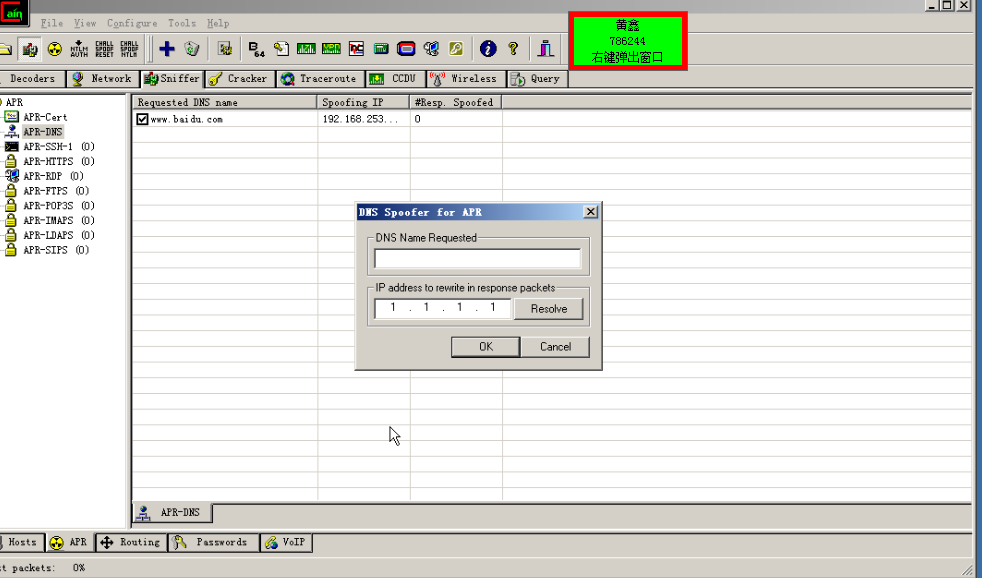 aín
File View Configure Tools Help
NTLM AUTH
CHALL SPOOF RESET
CHALL SPOOF NTLM
B 64
黄鑫
786244
右键弹出窗口
Decoders Network Sniffer Cracker Traceroute CCDU Wireless Query
APR
APR-Cert
APR-DNS
APR-SSH-1 (0)
APR-HTTPS (0)
APR-RDP (0)
APR-FTPS (0)
APR-POP3S (0)
APR-IMAPS (0)
APR-LDAPS (0)
APR-SIPS (0)
Requested DNS name Spoofing IP #Resp. Spoofed
www.baidu.com 192.168.253... 0
DNS Spoofer for APR
DNS Name Requested
IP address to rewrite in response packets
1 . 1 . 1 . 1 Resolve
OK Cancel
APR-DNS
Hosts APR Routing Passwords VoIP
t packets: 0%